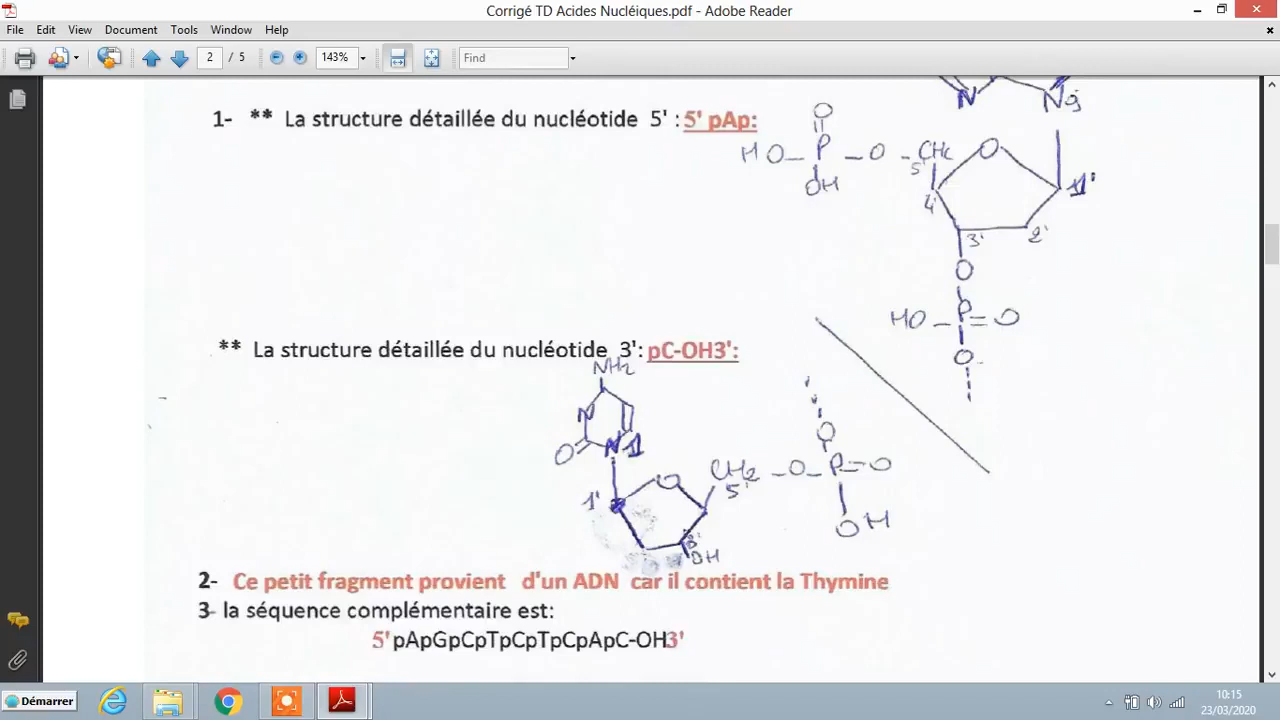 Corrigé TD Acides Nucléiques.pdf - Adobe Reader
File Edit View Document Tools Window Help
2 / 5 143% Find
N N9
1- ** La structure détaillée du nucléotide 5' : 5' pAp:
O
HO P O CH2 O
OH 5'
4' 1'
3' 2'
O
HO P O
** La structure détaillée du nucléotide 3': pC-OH3':
O
NH2
N
O N1
O
CH2 O P O
1' O 5'
OH
3'
OH
2- Ce petit fragment provient d'un ADN car il contient la Thymine
3- la séquence complémentaire est:
5' pApGpCpTpCpTpCpApC-OH3'
Démarrer
10:15
23/03/2020